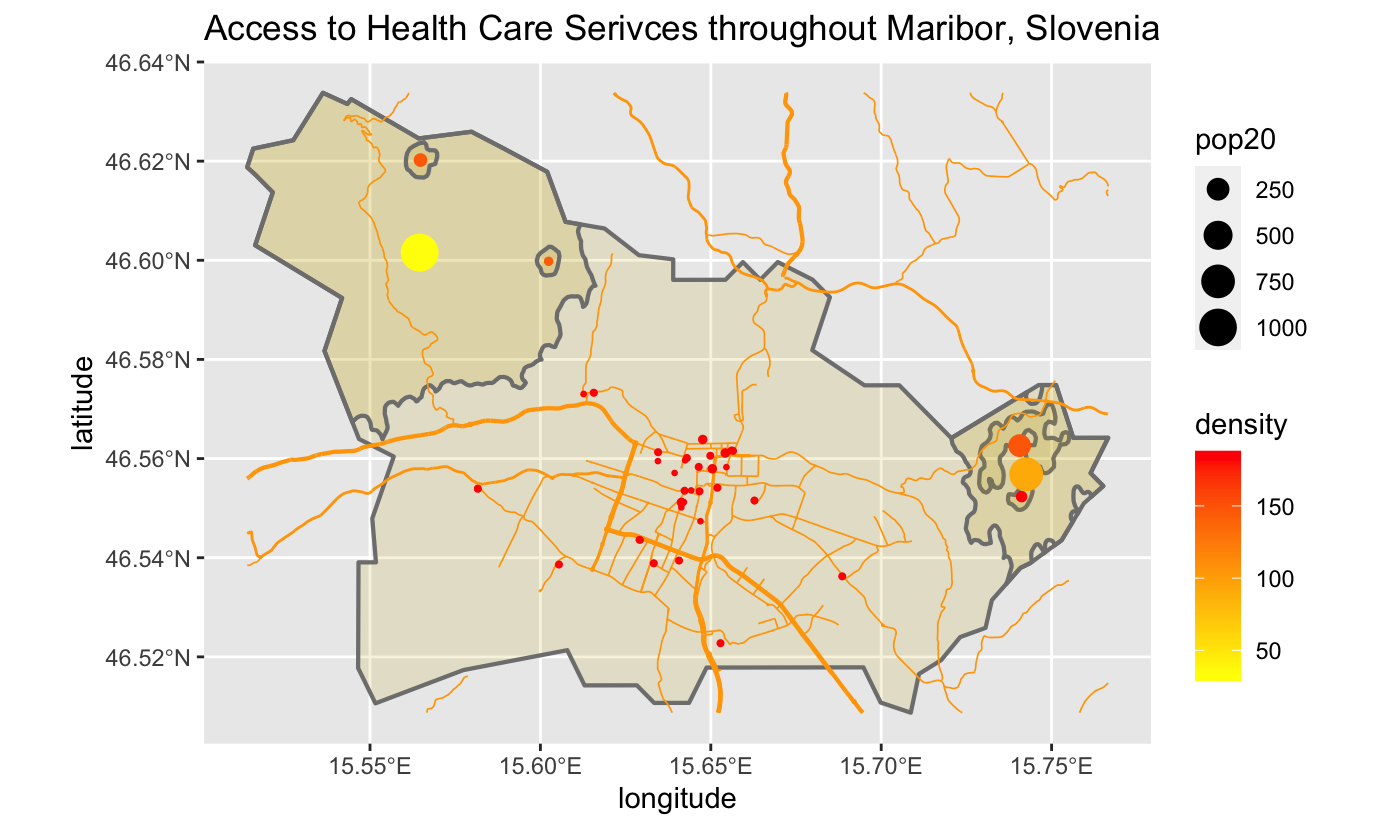 Access to Health Care Serivces throughout Maribor, Slovenia
46.64°N
46.62°N
46.60°N
46.58°N
46.56°N
46.54°N
46.52°N
latitude
15.55°E
15.60°E
15.65°E
15.70°E
15.75°E
longitude
pop20
250
500
750
1000
density
150
100
50